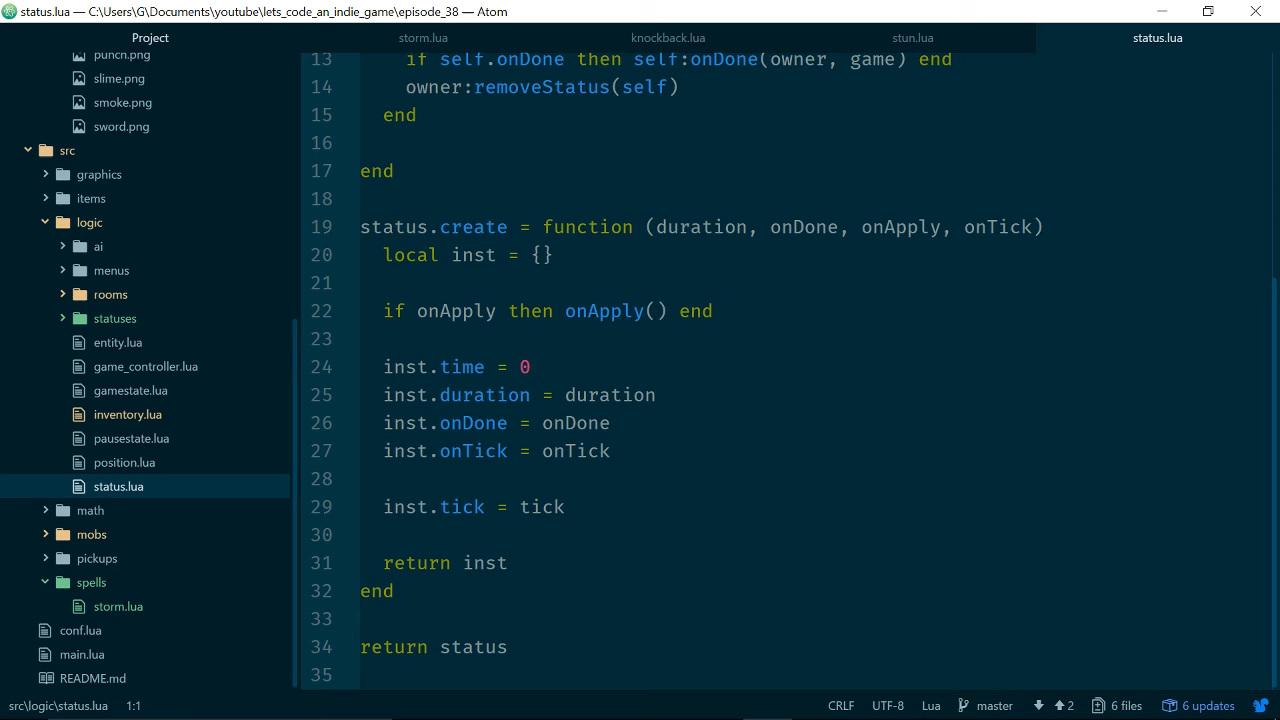 status.lua — C:\Users\G\Documents\youtube\lets_code_an_indie_game\episode_38 — Atom
Project
storm.lua
knockback.lua
stun.lua
status.lua
punch.png
slime.png
smoke.png
sword.png
src
graphics
items
logic
ai
menus
rooms
statuses
entity.lua
game_controller.lua
gamestate.lua
inventory.lua
pausestate.lua
position.lua
status.lua
math
mobs
pickups
spells
storm.lua
conf.lua
main.lua
README.md
13 if self.onDone then self:onDone(owner, game) end
14 owner:removeStatus(self)
15 end
16
17 end
18
19 status.create = function (duration, onDone, onApply, onTick)
20 local inst = {}
21
22 if onApply then onApply() end
23
24 inst.time = 0
25 inst.duration = duration
26 inst.onDone = onDone
27 inst.onTick = onTick
28
29 inst.tick = tick
30
31 return inst
32 end
33
34 return status
35
src\logic\status.lua 1:1
CRLF UTF-8 Lua master 2 6 files 6 updates